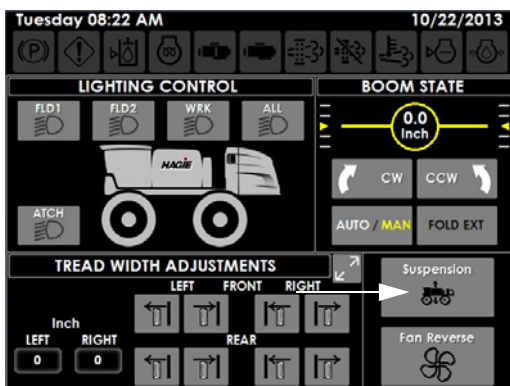 Tuesday 08:22 AM 10/22/2013
(P)
LIGHTING CONTROL
FLD1 FLD2 WRK ALL
HAGIE
ATCH
BOOM STATE
0.0
Inch
CW CCW
AUTO / MAN FOLD EXT
TREAD WIDTH ADJUSTMENTS
LEFT FRONT RIGHT
Inch
LEFT RIGHT
REAR
0 0
Suspension
Fan Reverse